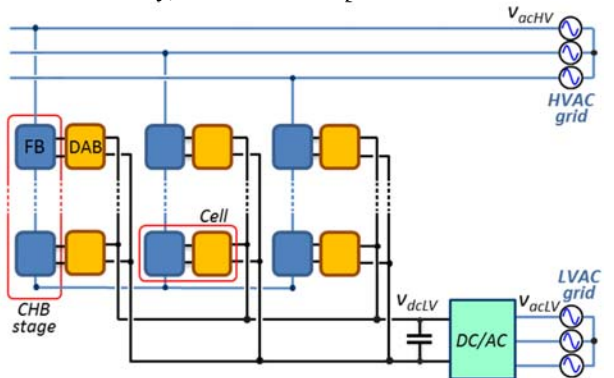 V_acHV
HVAC
grid
FB DAB
Cell
CHB
stage
V_dcLV
V_acLV
LVAC
grid
DC/AC